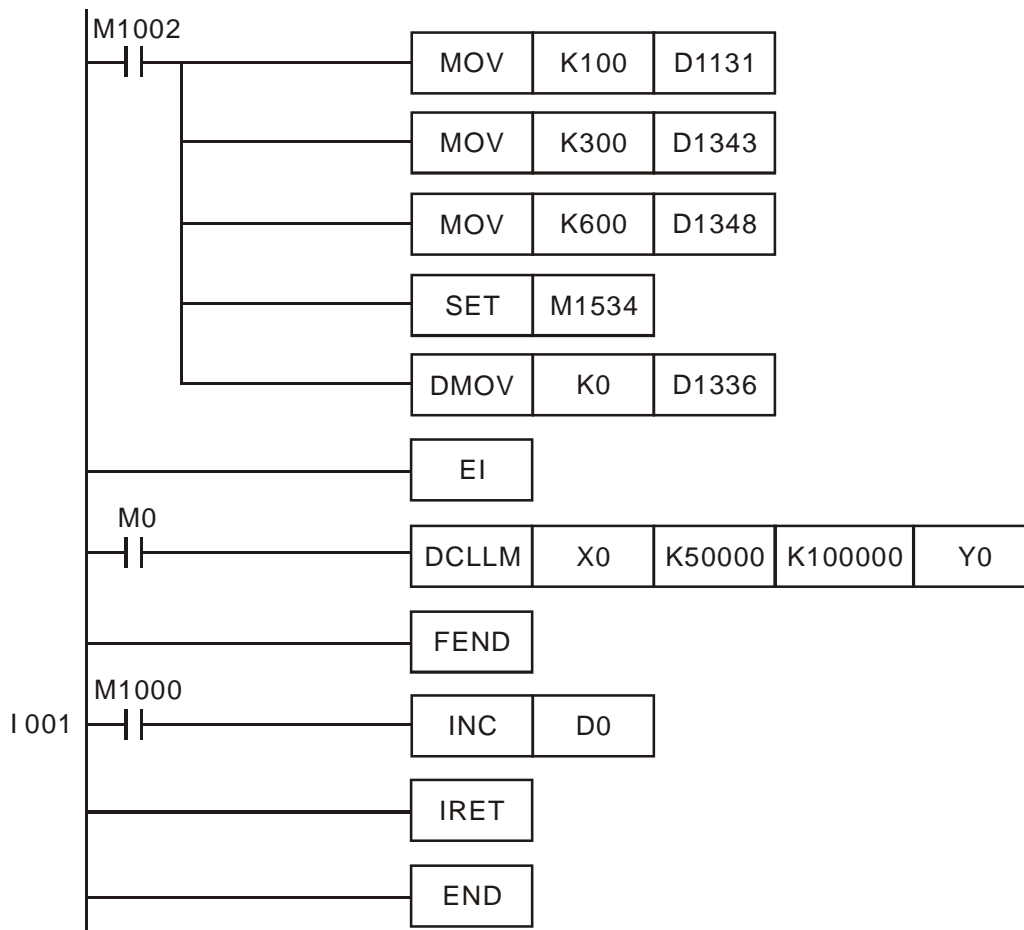 M1002
MOV K100 D1131
MOV K300 D1343
MOV K600 D1348
SET M1534
DMOV K0 D1336
EI
M0
DCLLM X0 K50000 K100000 Y0
FEND
M1000
I 001 INC D0
IRET
END